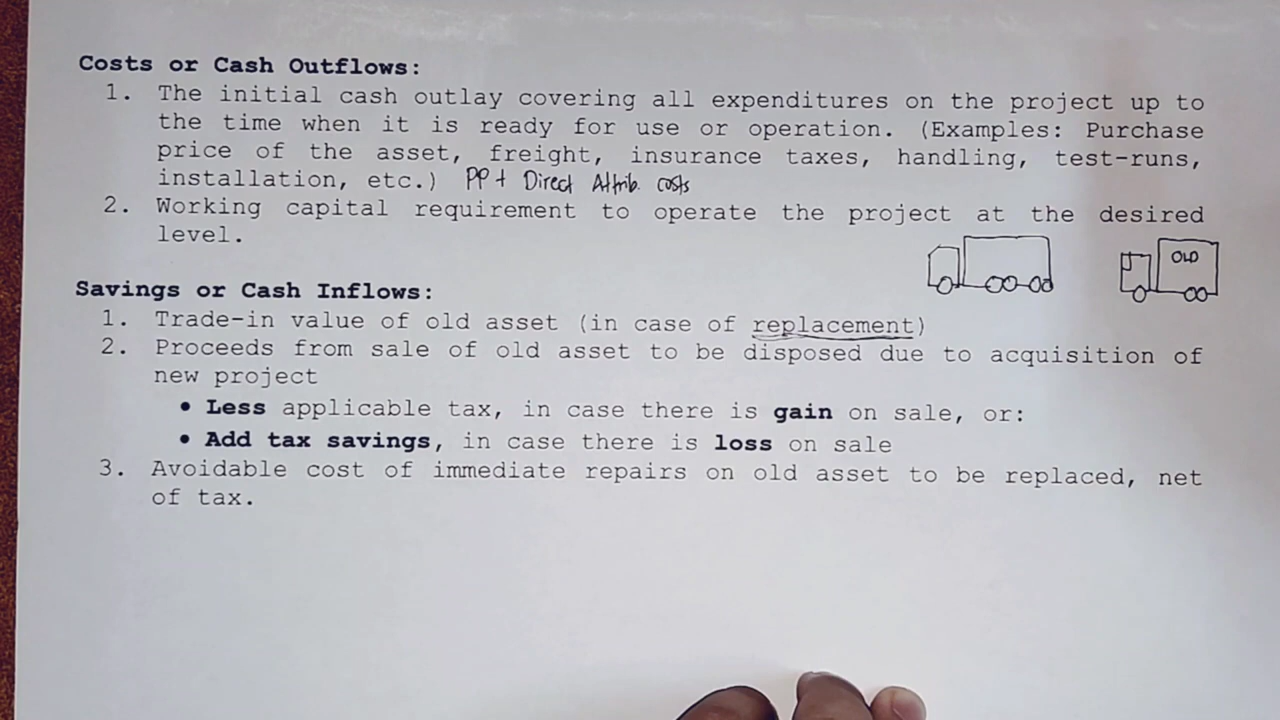 Costs or Cash Outflows:
1. The initial cash outlay covering all expenditures on the project up to
the time when it is ready for use or operation. (Examples: Purchase
price of the asset, freight, insurance taxes, handling, test-runs,
installation, etc.) PP+ Direct Attrib. costs
2. Working capital requirement to operate the project at the desired
level.
OLD
Savings or Cash Inflows:
1. Trade-in value of old asset (in case of replacement)
2. Proceeds from sale of old asset to be disposed due to acquisition of
new project
• Less applicable tax, in case there is gain on sale, or:
• Add tax savings, in case there is loss on sale
3. Avoidable cost of immediate repairs on old asset to be replaced, net
of tax.